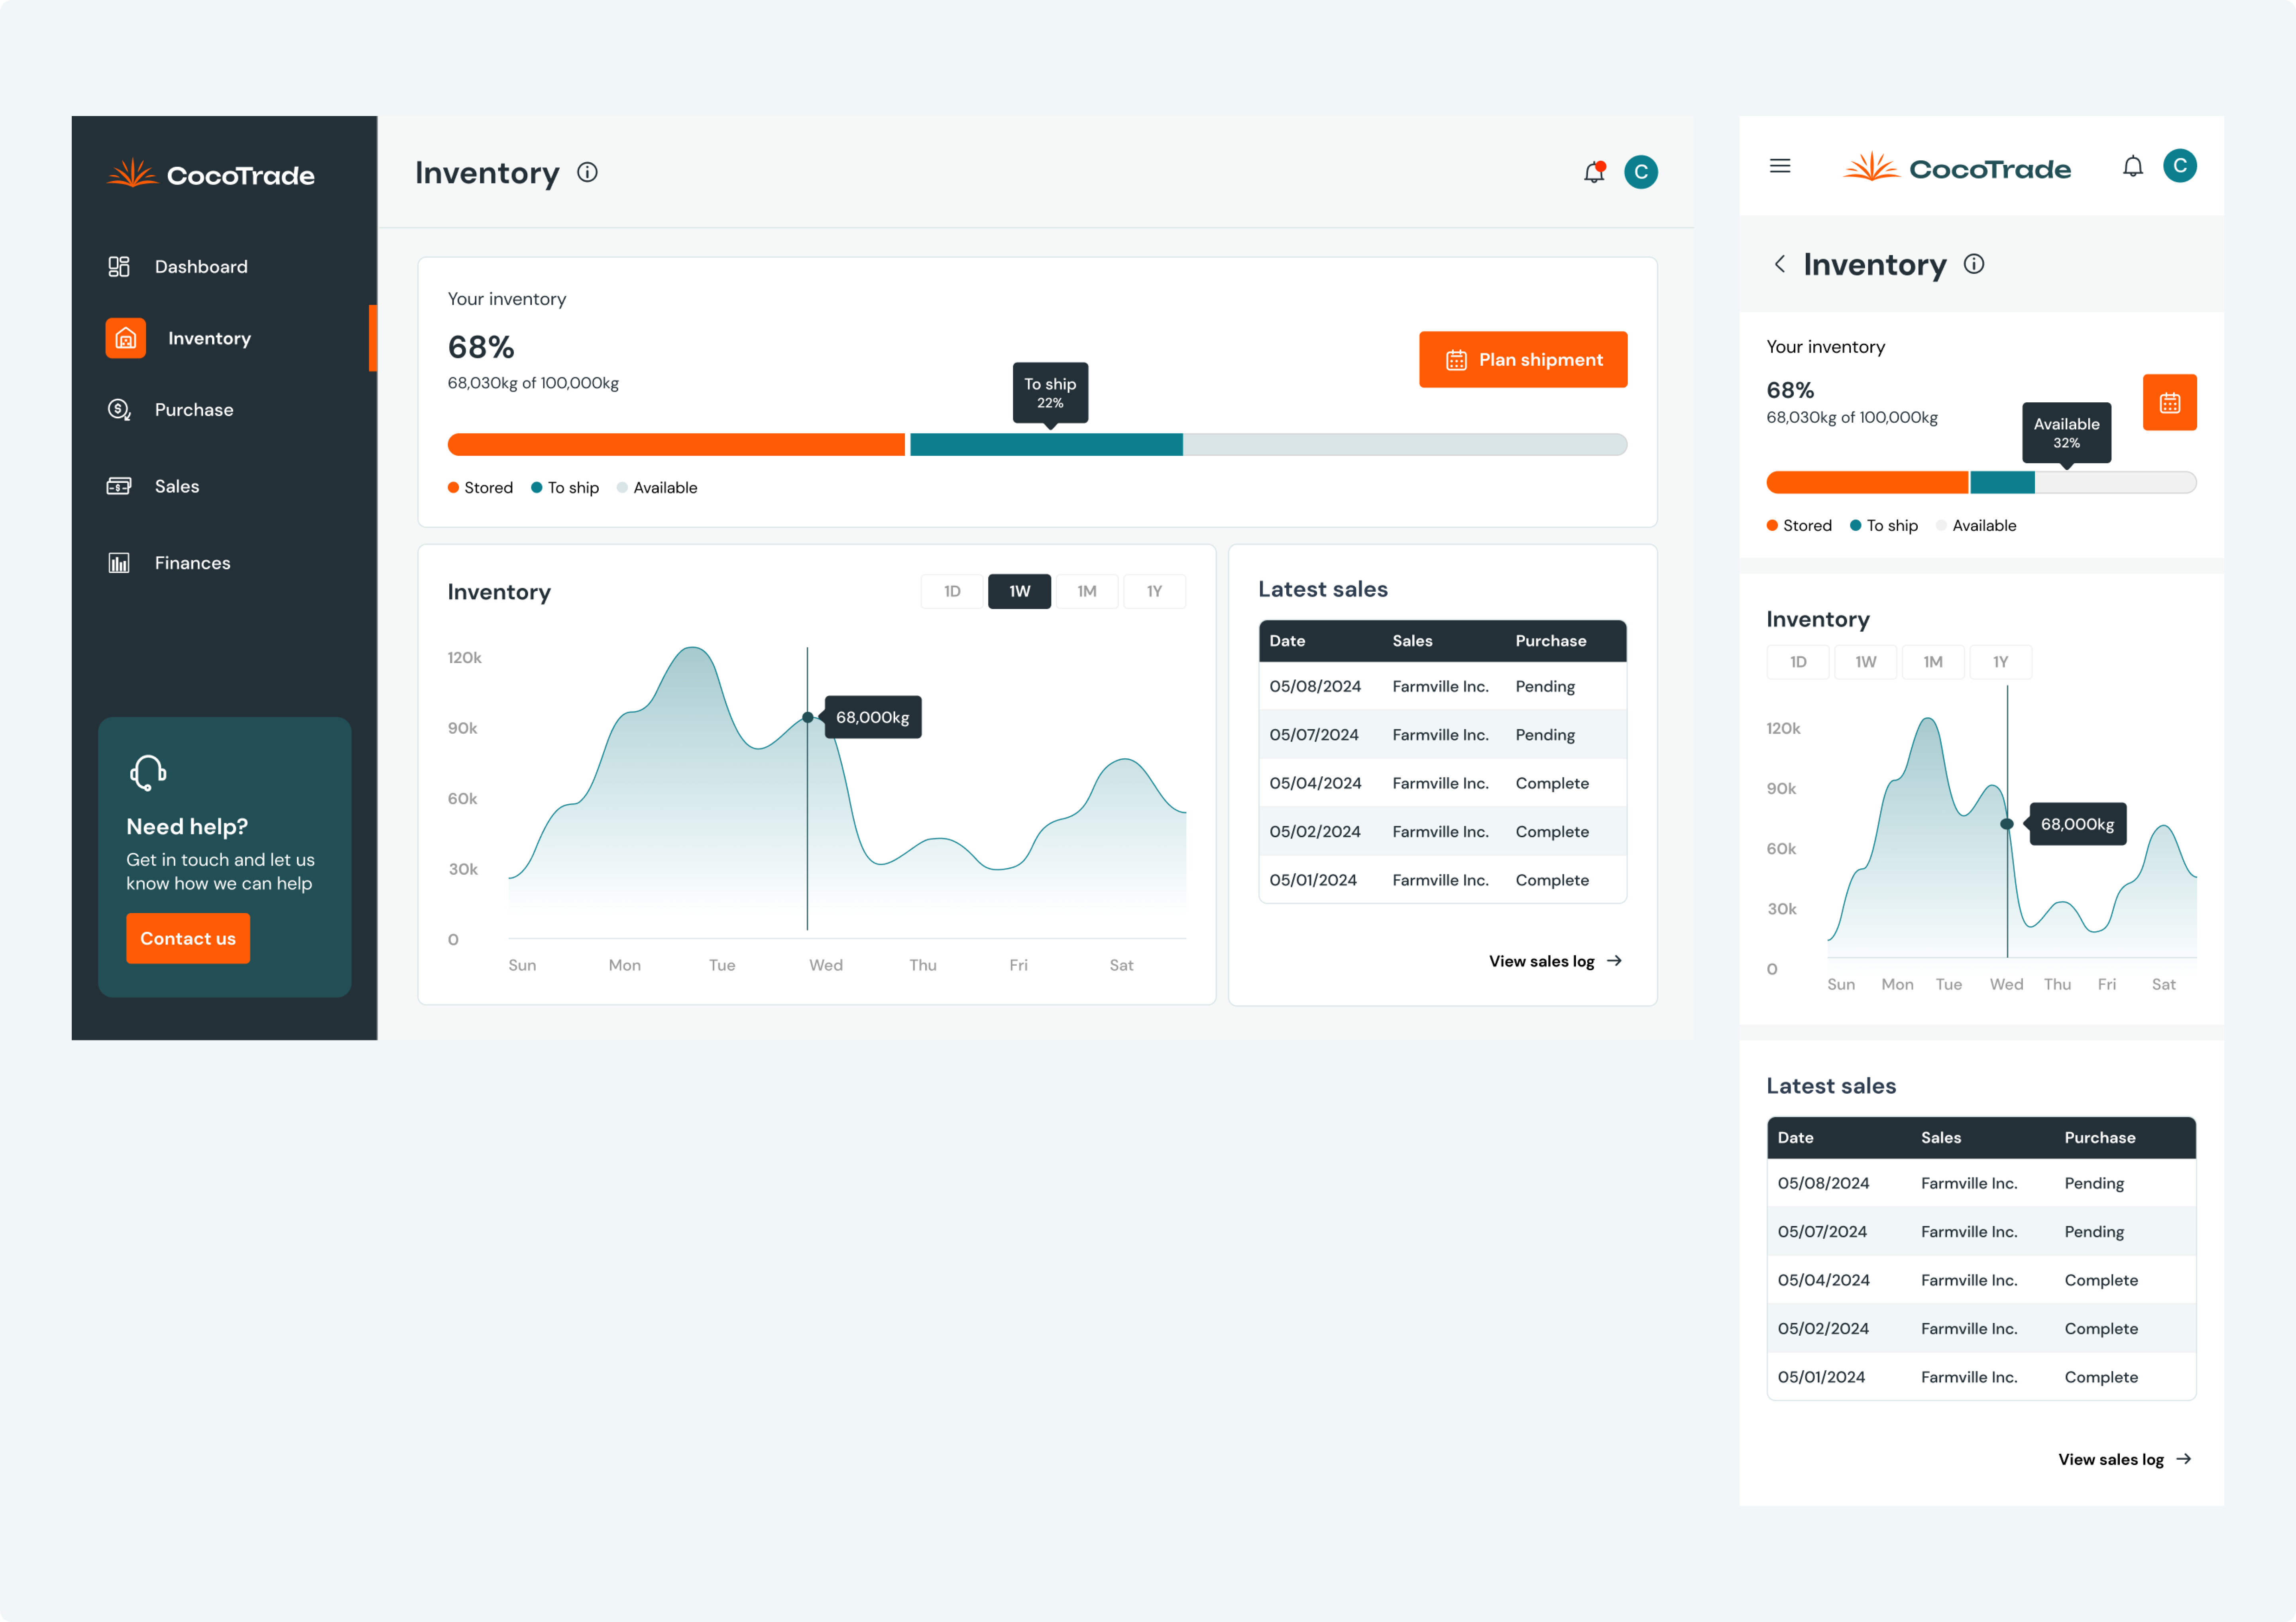 CocoTrade
Dashboard
Inventory
Purchase
Sales
Finances
Need help?
Get in touch and let us
know how we can help
Contact us
Inventory
C
Your inventory
68%
68,030kg of 100,000kg
To ship
22%
Plan shipment
Stored To ship Available
Inventory
1D 1W 1M 1Y
120k
90k
60k
30k
0
68,000kg
Sun Mon Tue Wed Thu Fri Sat
Latest sales
Date Sales Purchase
05/08/2024 Farmville Inc. Pending
05/07/2024 Farmville Inc. Pending
05/04/2024 Farmville Inc. Complete
05/02/2024 Farmville Inc. Complete
05/01/2024 Farmville Inc. Complete
View sales log
CocoTrade
C
Inventory
Your inventory
68%
68,030kg of 100,000kg
Available
32%
Stored To ship Available
Inventory
1D 1W 1M 1Y
120k
90k
60k
30k
0
68,000kg
Sun Mon Tue Wed Thu Fri Sat
Latest sales
Date Sales Purchase
05/08/2024 Farmville Inc. Pending
05/07/2024 Farmville Inc. Pending
05/04/2024 Farmville Inc. Complete
05/02/2024 Farmville Inc. Complete
05/01/2024 Farmville Inc. Complete
View sales log